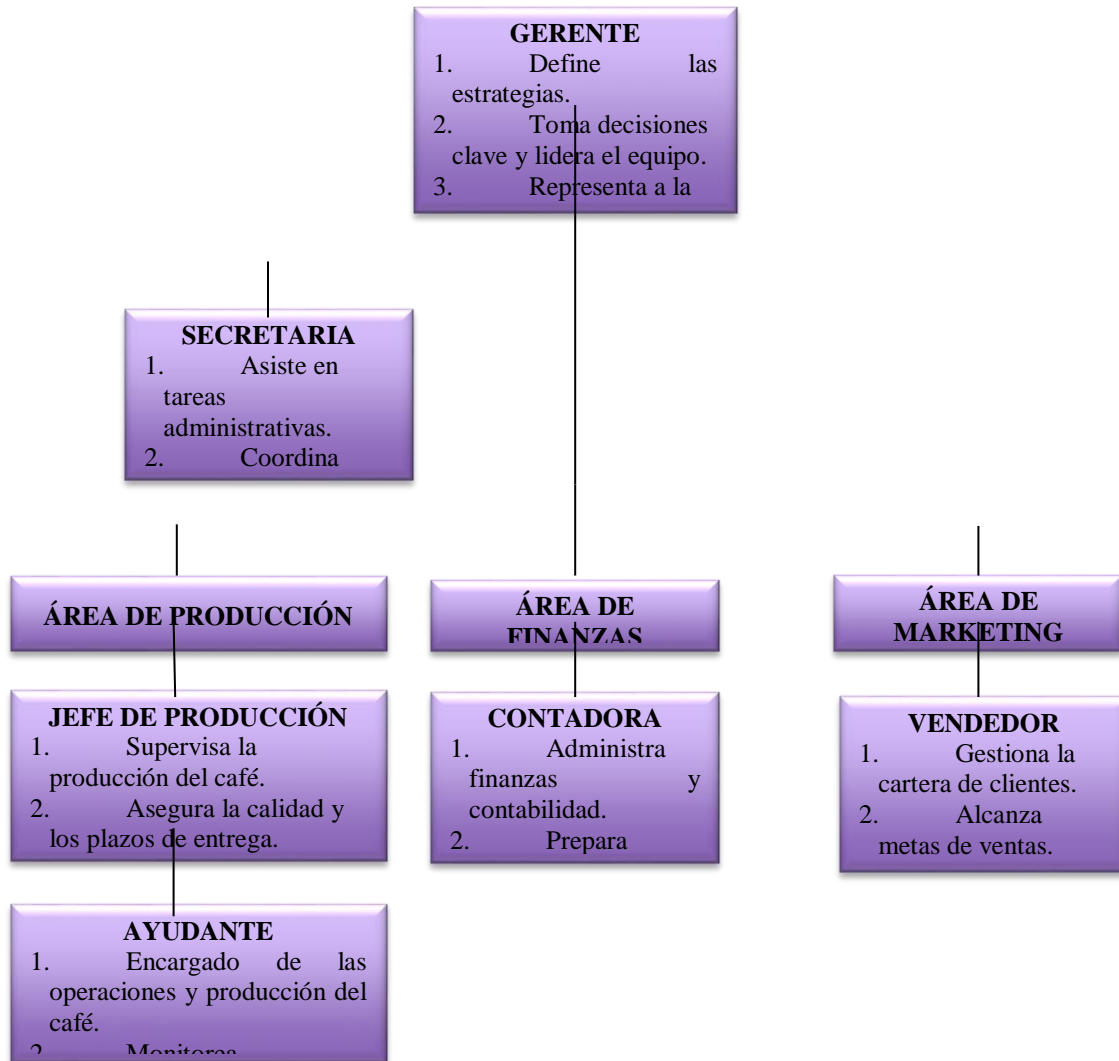 GERENTE
1. Define las
estrategias.
2. Toma decisiones
clave y lidera el equipo.
3. Representa a la
SECRETARIA
1. Asiste en
tareas
administrativas.
2. Coordina
ÁREA DE PRODUCCIÓN
ÁREA DE
FINANZAS
ÁREA DE
MARKETING
JEFE DE PRODUCCIÓN
1. Supervisa la
producción del café.
2. Asegura la calidad y
los plazos de entrega.
CONTADORA
1. Administra
finanzas y
contabilidad.
2. Prepara
VENDEDOR
1. Gestiona la
cartera de clientes.
2. Alcanza
metas de ventas.
AYUDANTE
1. Encargado de las
operaciones y producción del
café.
2. Monitorea